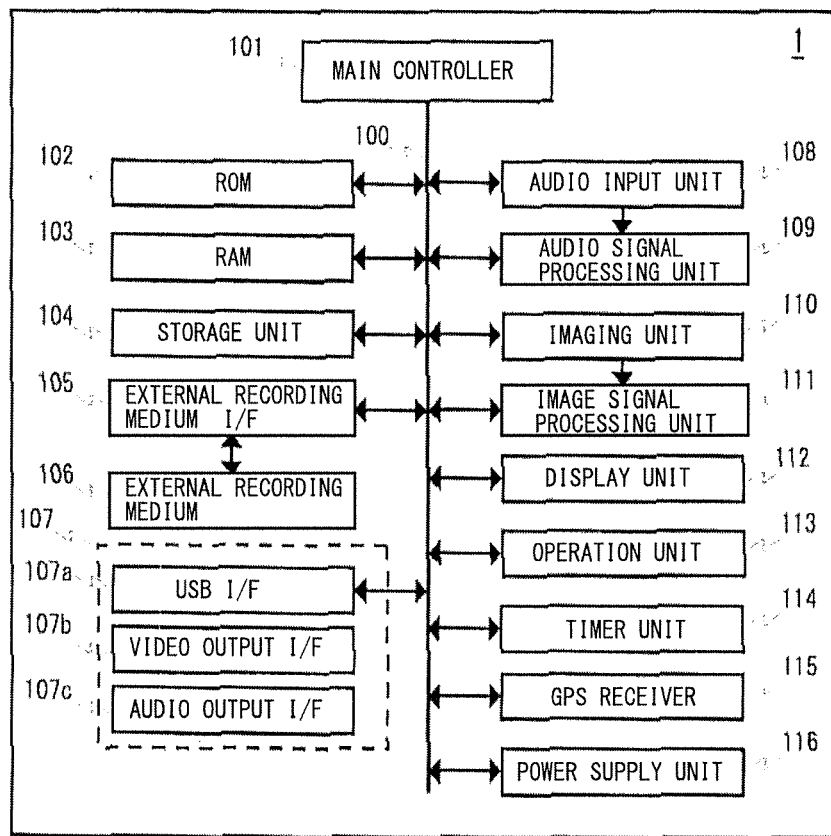 1
101
MAIN CONTROLLER
100
102
ROM
103
RAM
104
STORAGE UNIT
105
EXTERNAL RECORDING
MEDIUM I/F
106
EXTERNAL RECORDING
MEDIUM
107
107a
USB I/F
107b
VIDEO OUTPUT I/F
107c
AUDIO OUTPUT I/F
108
AUDIO INPUT UNIT
109
AUDIO SIGNAL
PROCESSING UNIT
110
IMAGING UNIT
111
IMAGE SIGNAL
PROCESSING UNIT
112
DISPLAY UNIT
113
OPERATION UNIT
114
TIMER UNIT
115
GPS RECEIVER
116
POWER SUPPLY UNIT